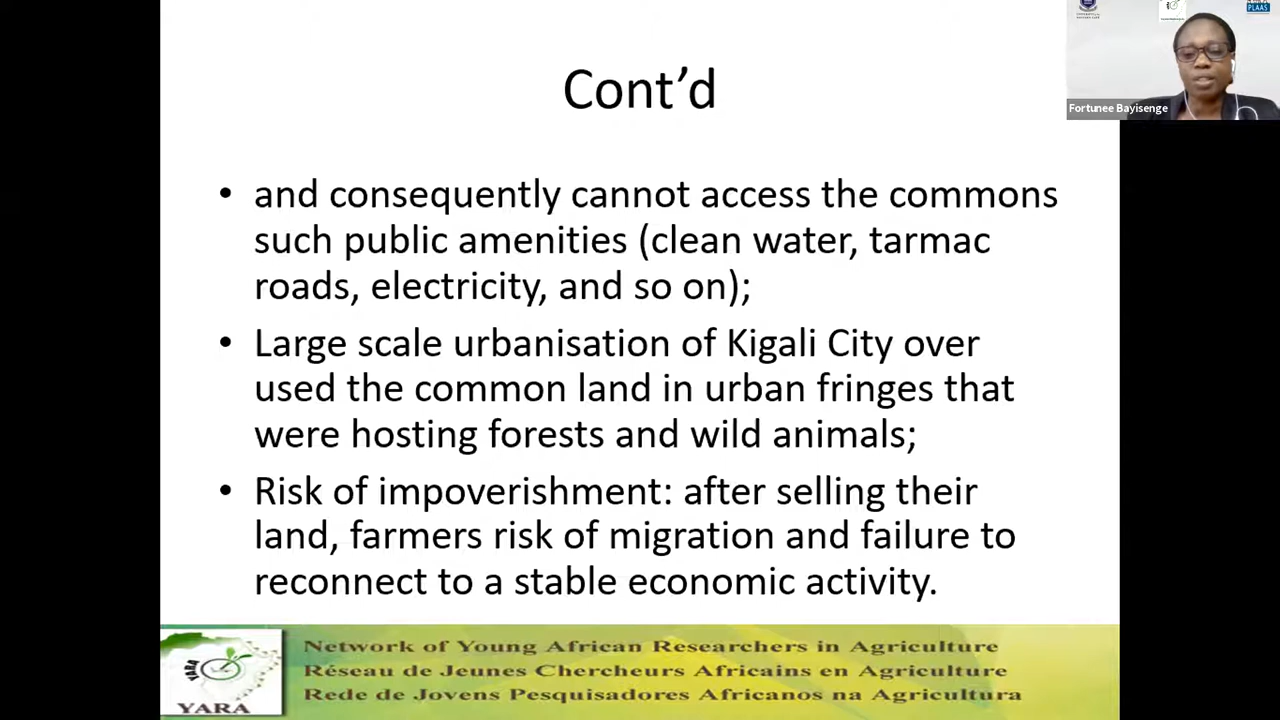 Cont’d
PLAAS
Fortunee Bayisenge
• and consequently cannot access the commons
such public amenities (clean water, tarmac
roads, electricity, and so on);
• Large scale urbanisation of Kigali City over
used the common land in urban fringes that
were hosting forests and wild animals;
• Risk of impoverishment: after selling their
land, farmers risk of migration and failure to
reconnect to a stable economic activity.
YARA
YARA
Network of Young African Researchers in Agriculture
Réseau de Jeunes Chercheurs Africains en Agriculture
Rede de Jovens Pesquisadores Africanos na Agricultura